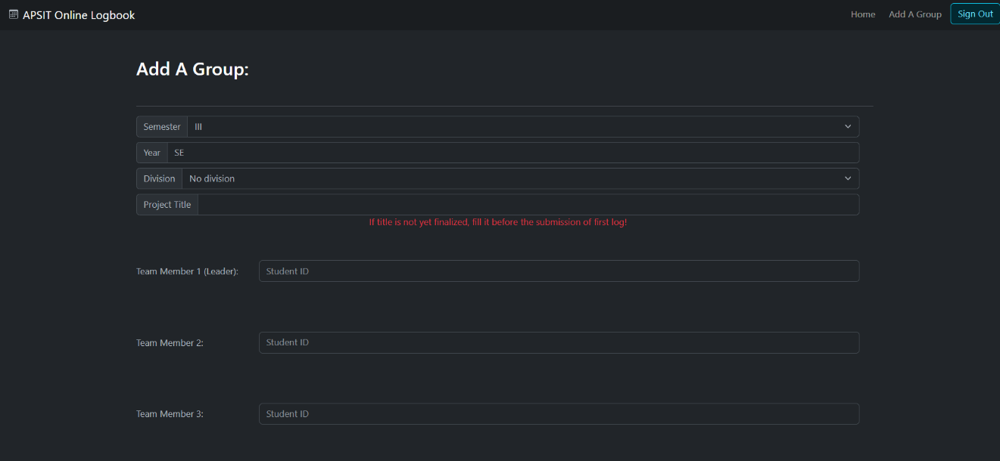 APSIT Online Logbook Home Add A Group Sign Out
Add A Group:
Semester III
Year SE
Division No division
Project Title
If title is not yet finalized, fill it before the submission of first log!
Team Member 1 (Leader): Student ID
Team Member 2: Student ID
Team Member 3: Student ID